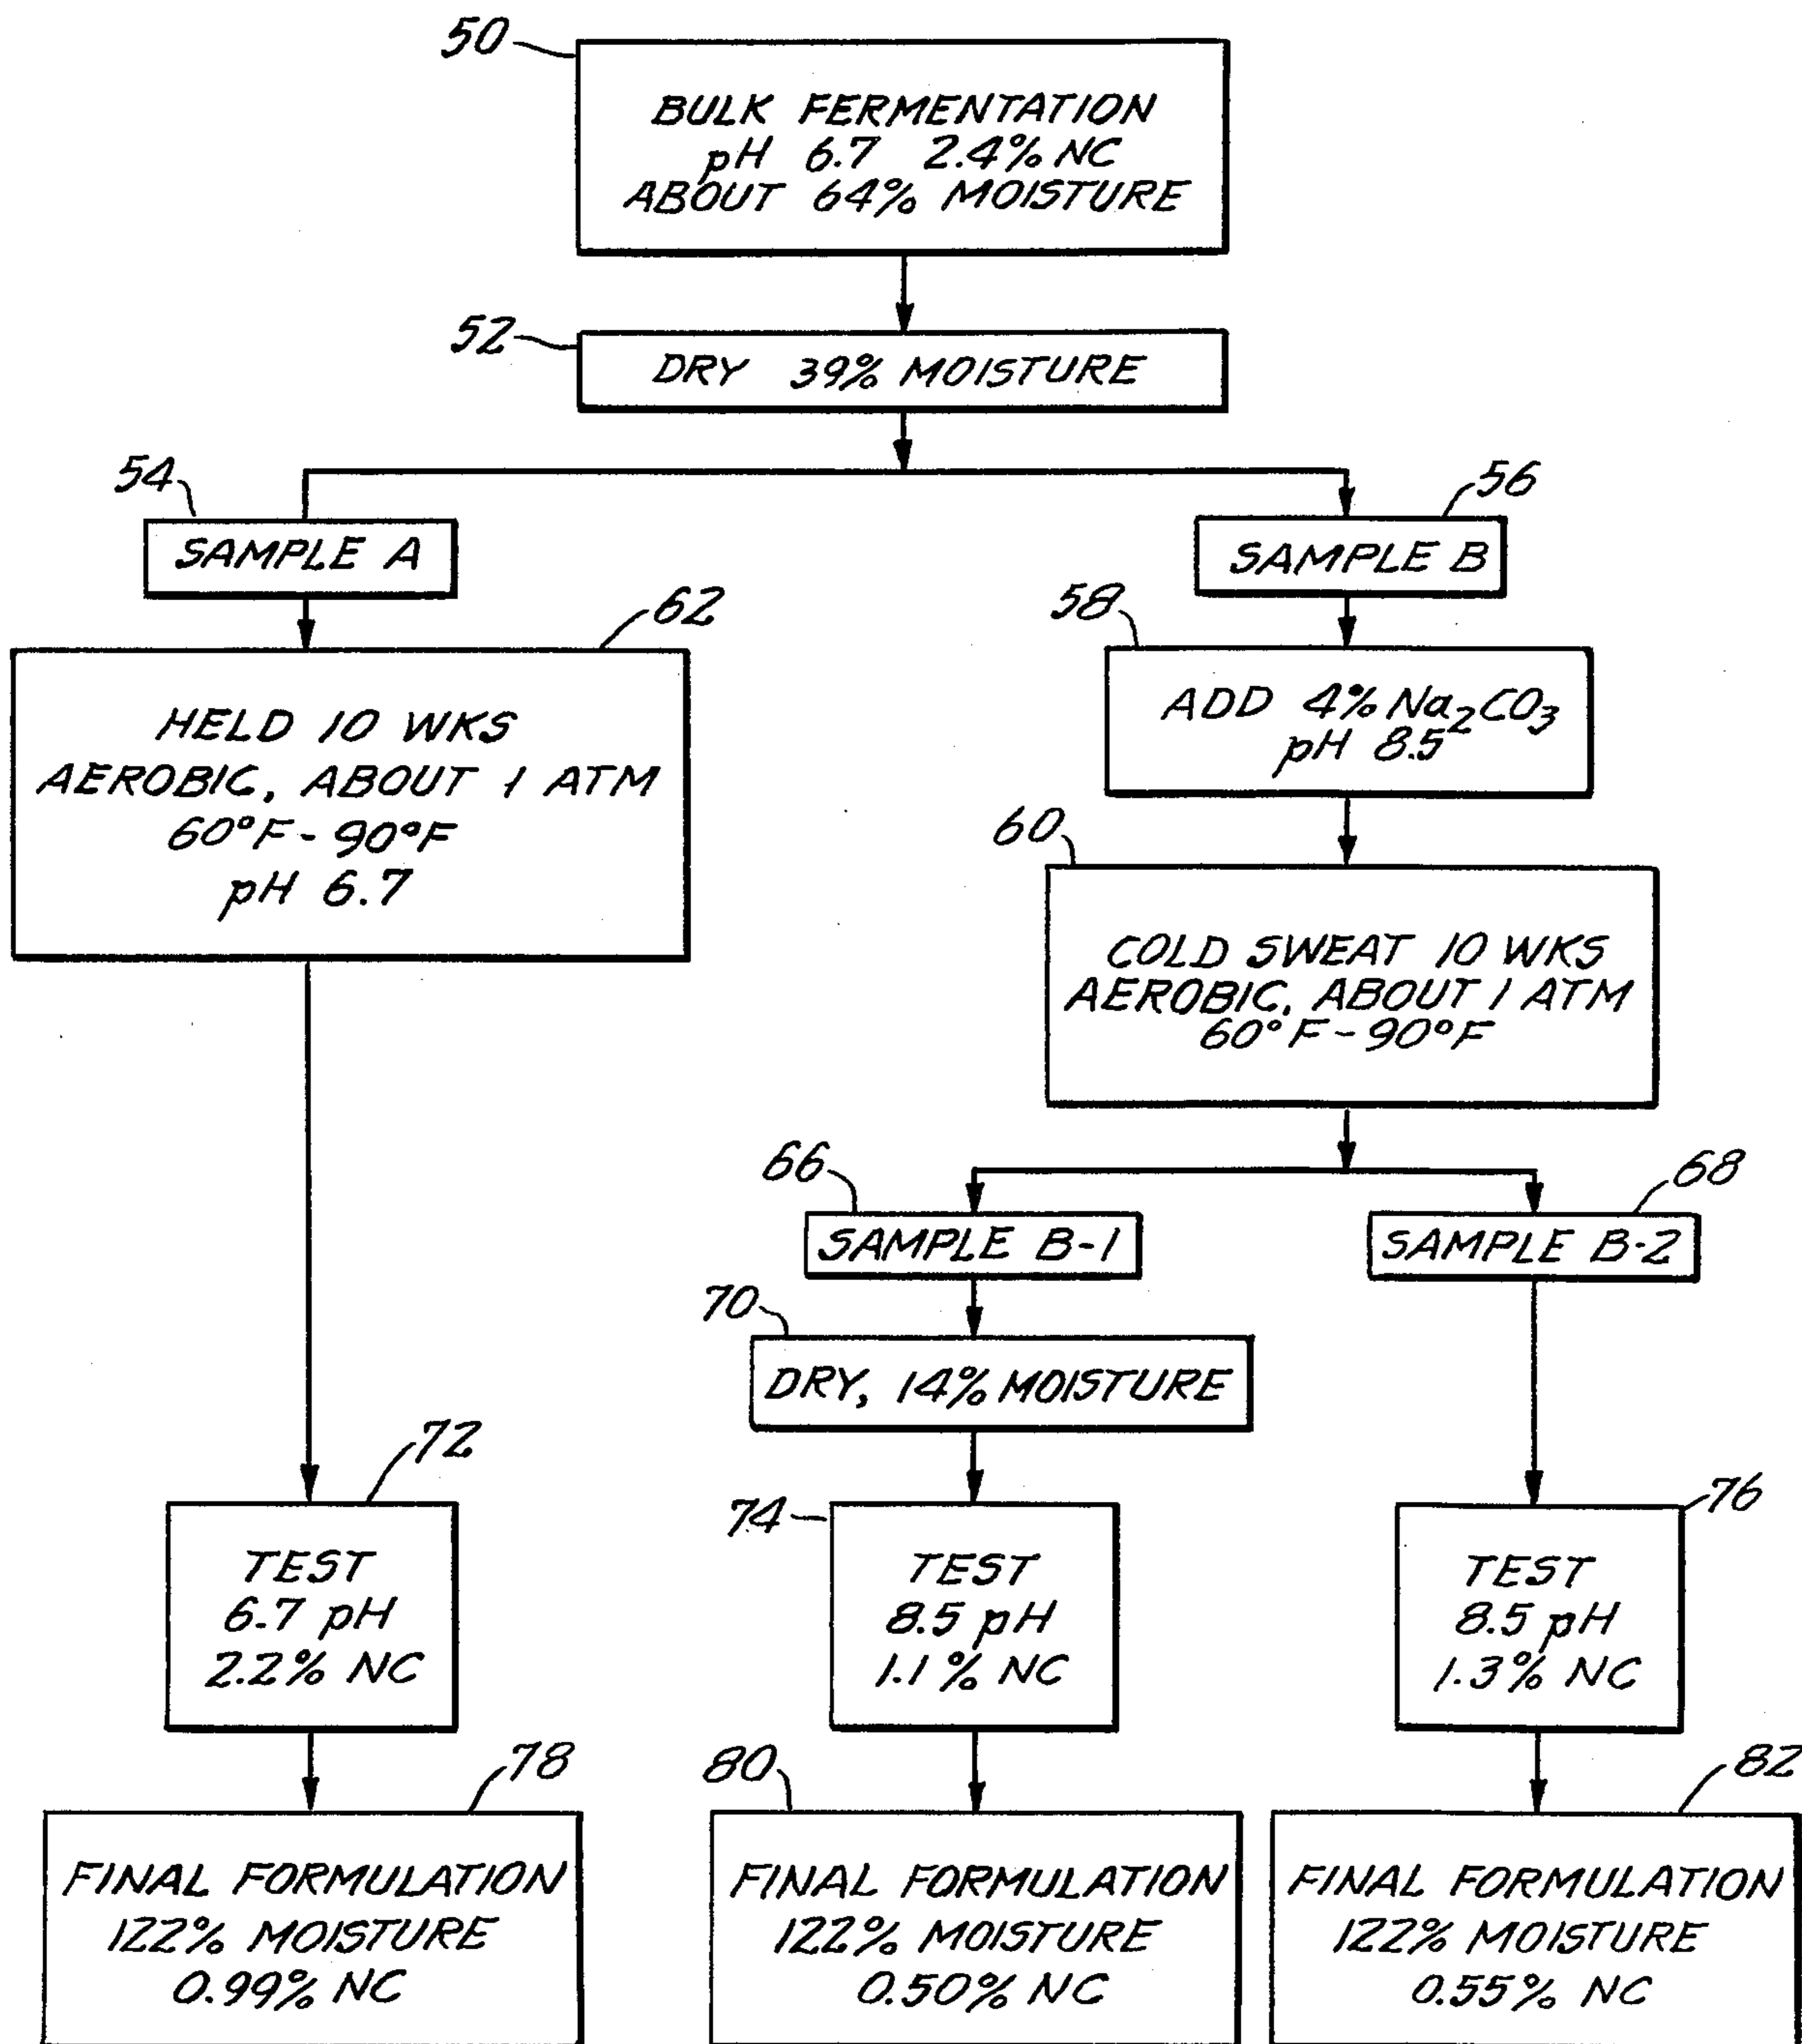 50
BULK FERMENTATION
pH 6.7 2.4% NC
ABOUT 64% MOISTURE
52
DRY 39% MOISTURE
54
SAMPLE A
56
SAMPLE B
62
HELD 10 WKS
AEROBIC, ABOUT 1 ATM
60°F - 90°F
pH 6.7
58
ADD 4% Na₂CO₃
pH 8.5
60
COLD SWEAT 10 WKS
AEROBIC, ABOUT 1 ATM
60°F - 90°F
66
SAMPLE B-1
68
SAMPLE B-2
70
DRY, 14% MOISTURE
72
TEST
6.7 pH
2.2% NC
74
TEST
8.5 pH
1.1% NC
76
TEST
8.5 pH
1.3% NC
78
FINAL FORMULATION
122% MOISTURE
0.99% NC
80
FINAL FORMULATION
122% MOISTURE
0.50% NC
82
FINAL FORMULATION
122% MOISTURE
0.55% NC